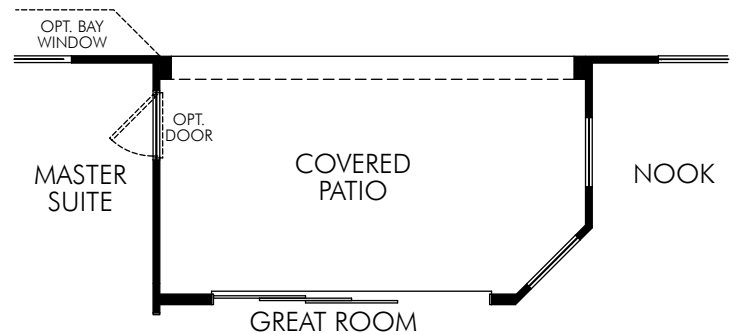 OPT. BAY
WINDOW
OPT.
DOOR
MASTER
SUITE
COVERED
PATIO
NOOK
GREAT ROOM